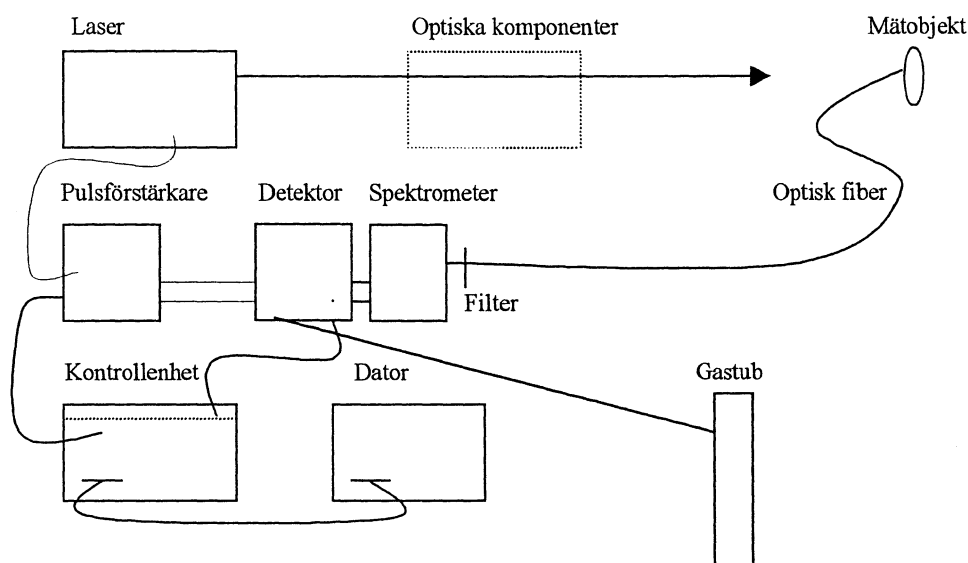 Laser
Optiska komponenter
Mätobjekt
Pulsförstärkare
Detektor
Spektrometer
Optisk fiber
Filter
Kontrollenhet
Dator
Gastub